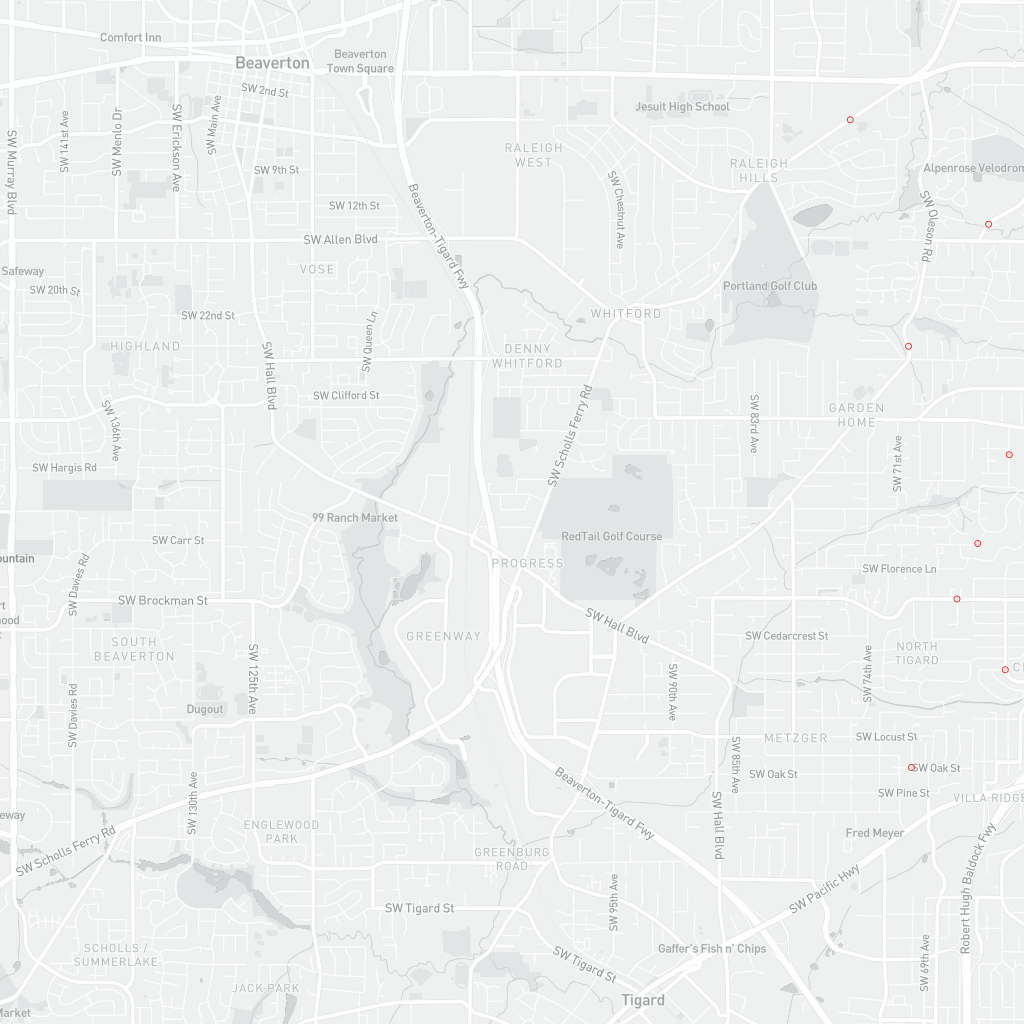 Comfort Inn
Beaverton
Beaverton
Town Square
SW 2nd St
SW 141st Ave
SW Menlo Dr
SW Erickson Ave
SW Main Ave
SW Murray Blvd
SW 9th St
Jesuit High School
RALEIGH
WEST
RALEIGH
HILLS
Alpenrose Velodrom
SW Chestnut Ave
SW Oleson Rd
SW 12th St
Beaverton-Tigard Fwy
SW Allen Blvd
VOSE
Safeway
SW 20th St
Portland Golf Club
SW 22nd St
WHITFORD
HIGHLAND
SW Queen Ln
DENNY
WHITFORD
SW Hall Blvd
SW Clifford St
SW Scholls Ferry Rd
SW 136th Ave
SW 83rd Ave
GARDEN
HOME
SW 71st Ave
SW Hargis Rd
99 Ranch Market
SW Carr St
RedTail Golf Course
ountain
PROGRESS
SW Davies Rd
SW Florence Ln
SW Brockman St
rt
hood
t
SW Hall Blvd
GREENWAY
SW Cedarcrest St
SOUTH
BEAVERTON
NORTH
TIGARD
C
SW 125th Ave
SW 90th Ave
SW 74th Ave
SW Davies Rd
Dugout
METZGER
SW Locust St
SW 85th Ave
SW Oak St
SW Oak St
Beaverton-Tigard Fwy
SW Pine St
VILLA RIDGE
SW 130th Ave
eway
ENGLEWOOD
PARK
SW Hall Blvd
Fred Meyer
SW Scholls Ferry Rd
GREENBURG
ROAD
Robert Hugh Baldock Fwy
SW Pacific Hwy
SW 95th Ave
SW Tigard St
SCHOLLS /
SUMMERLAKE
Gaffer's Fish n' Chips
SW 69th Ave
SW Tigard St
JACK PARK
Tigard
Market